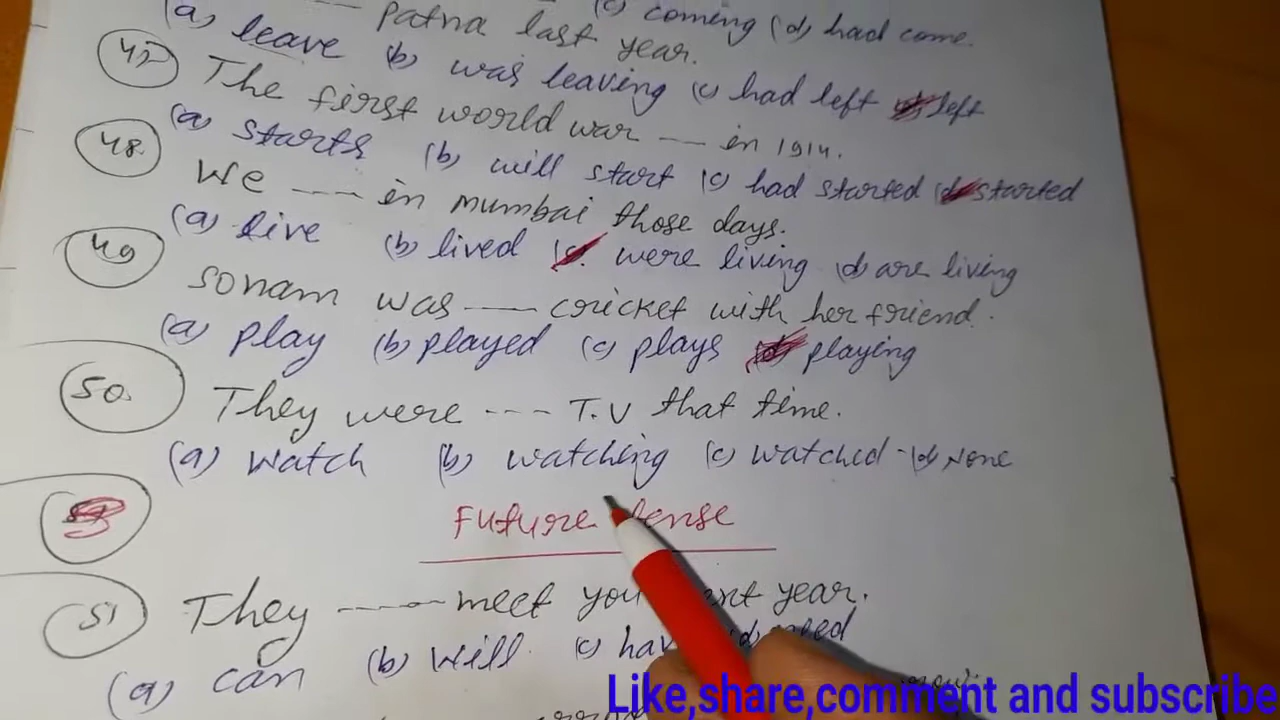 (c) coming (d) had come.
---- Patna last year.
(a) leave (b) was leaving (c) had left (d) left
47 The first world war --- in 1914.
(a) starts (b) will start (c) had started (d) started
48. We ---- in mumbai those days.
(a) live (b) lived (c) were living (d) are living
49 Sonam was --- cricket with her friend.
(a) play (b) played (c) plays (d) playing
50. They were --- T.V that time.
(a) watch (b) watching (c) watched (d) None
Future tense
51 They ---- meet you year.
(a) can (b) will (c) (d)
Like,share,comment and subscribe